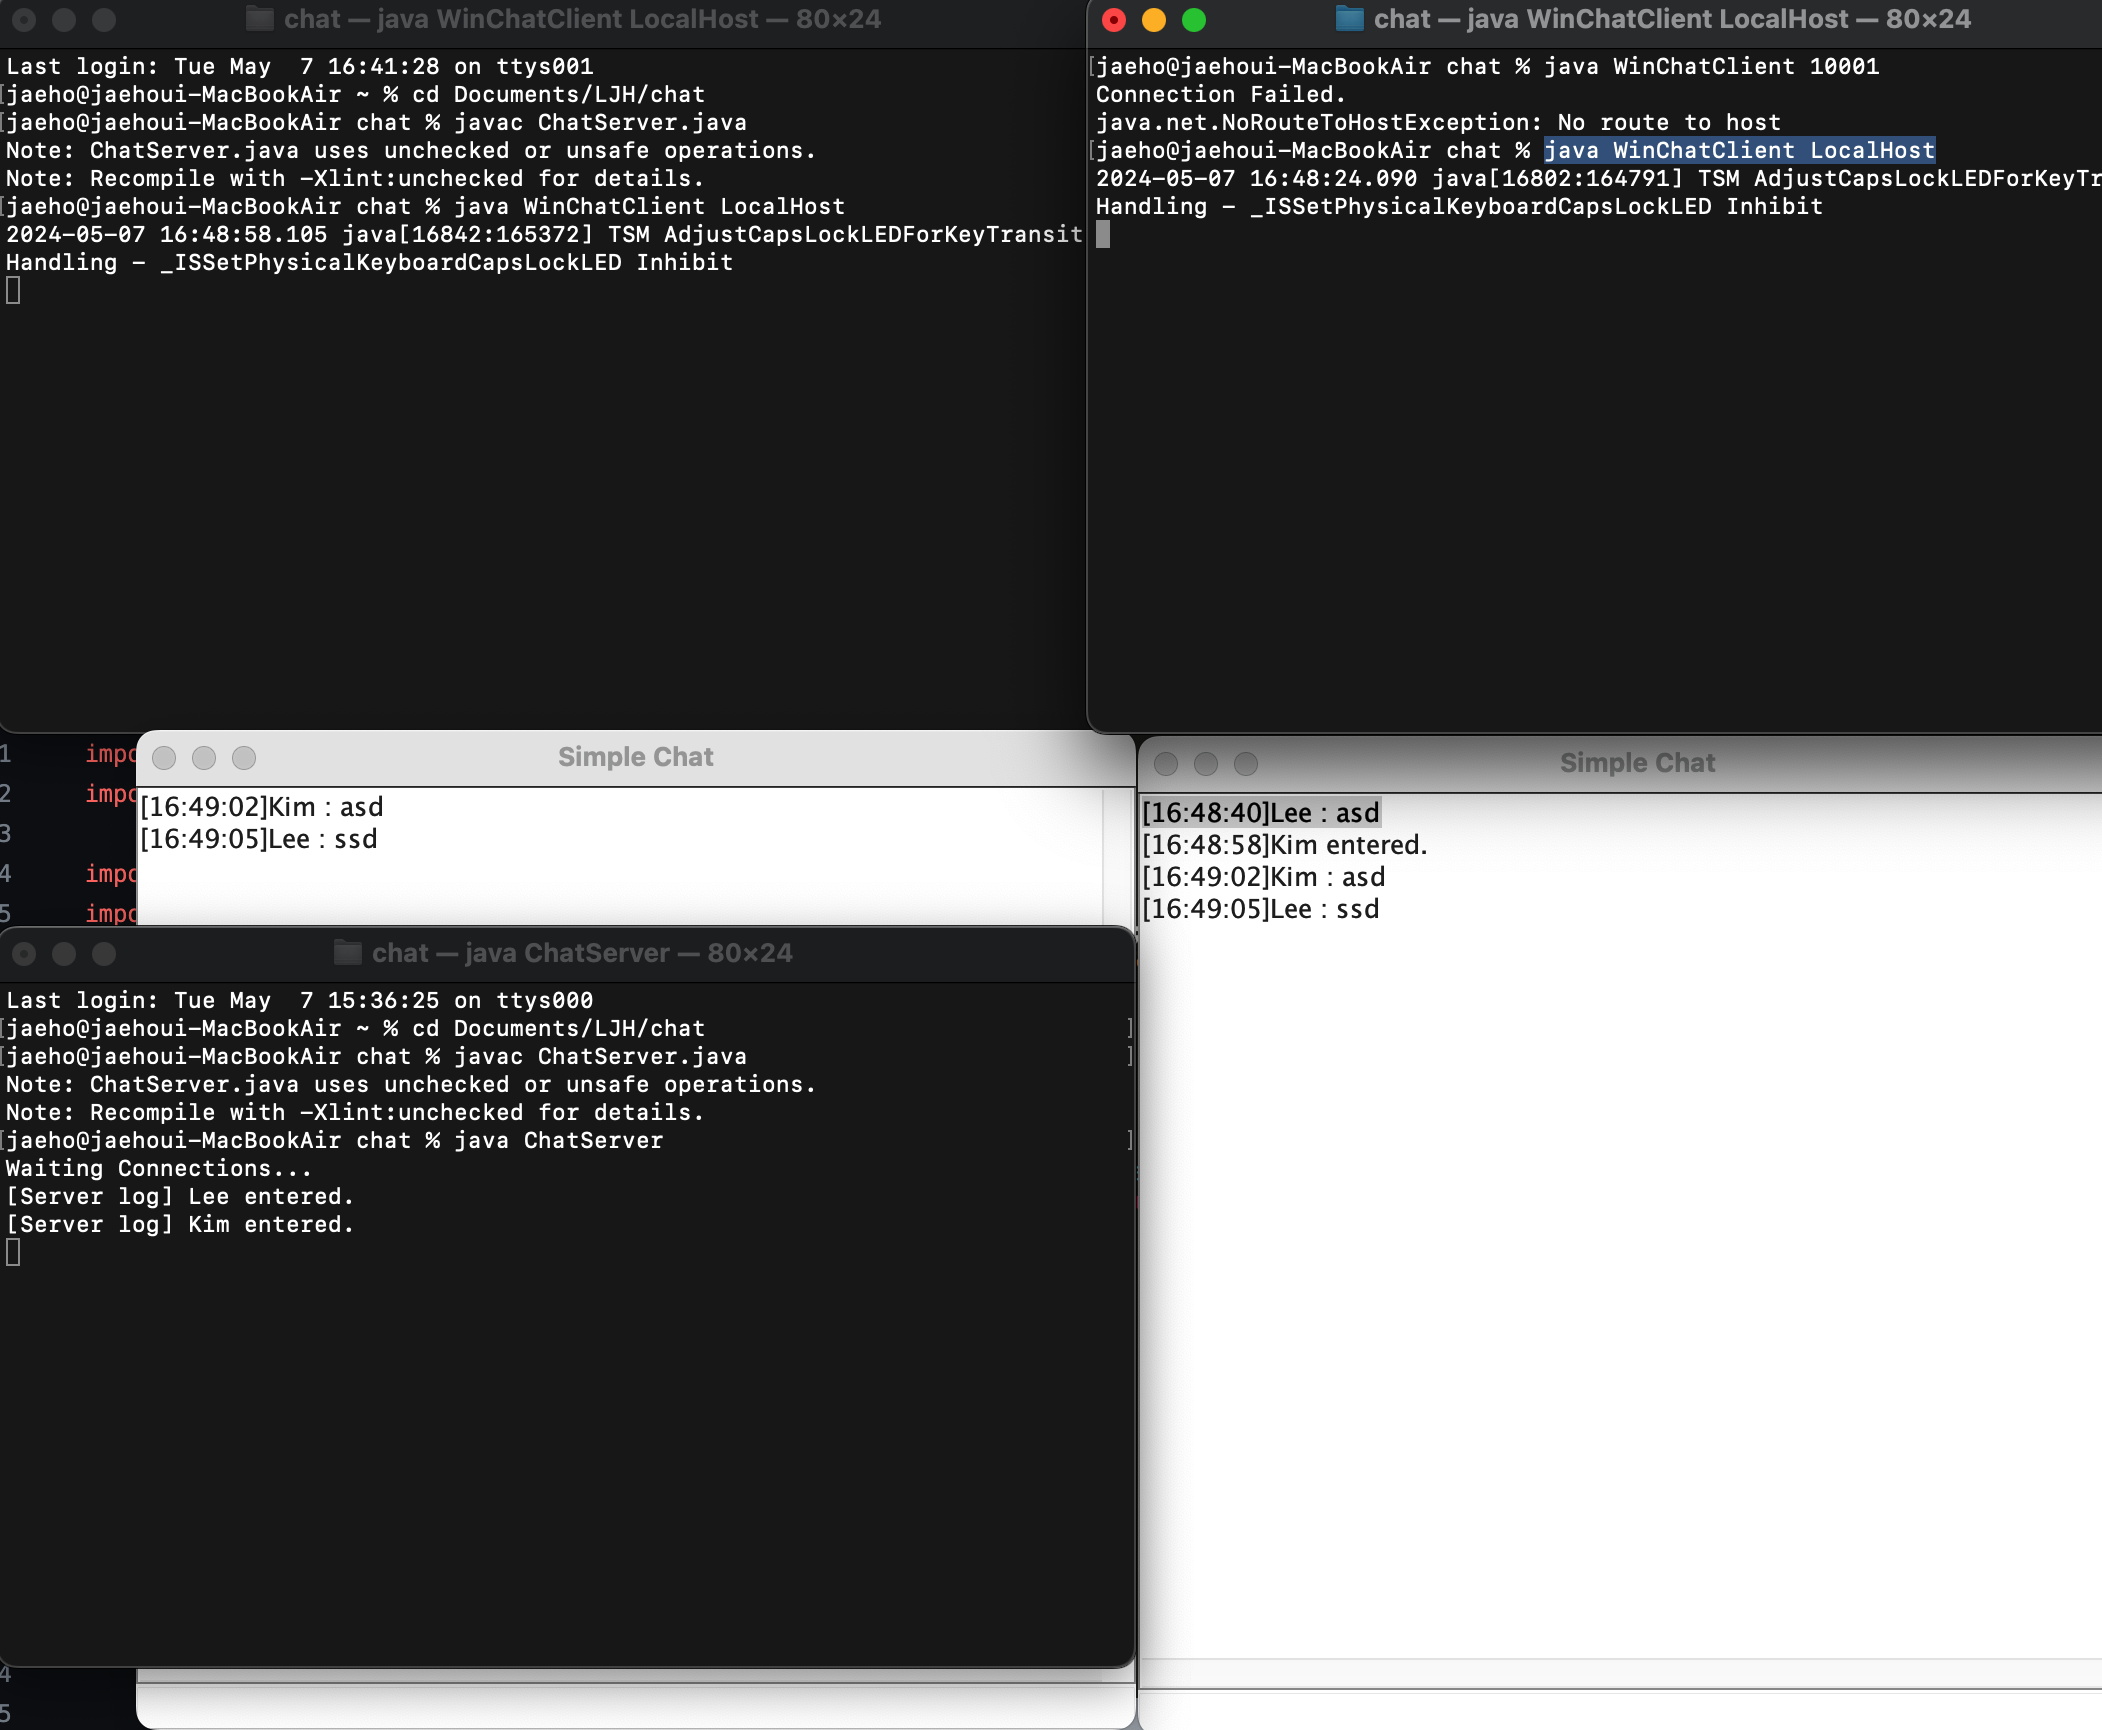 chat — java WinChatClient LocalHost — 80×24
Last login: Tue May  7 16:41:28 on ttys001
[jaeho@jaehoui-MacBookAir ~ % cd Documents/LJH/chat
[jaeho@jaehoui-MacBookAir chat % javac ChatServer.java
Note: ChatServer.java uses unchecked or unsafe operations.
Note: Recompile with -Xlint:unchecked for details.
[jaeho@jaehoui-MacBookAir chat % java WinChatClient LocalHost
2024-05-07 16:48:58.105 java[16842:165372] TSM AdjustCapsLockLEDForKeyTransit
Handling - _ISSetPhysicalKeyboardCapsLockLED Inhibit
chat — java WinChatClient LocalHost — 80×24
[jaeho@jaehoui-MacBookAir chat % java WinChatClient 10001
Connection Failed.
java.net.NoRouteToHostException: No route to host
[jaeho@jaehoui-MacBookAir chat % java WinChatClient LocalHost
2024-05-07 16:48:24.090 java[16802:164791] TSM AdjustCapsLockLEDForKeyTr
Handling - _ISSetPhysicalKeyboardCapsLockLED Inhibit
1 impo
2 impo
3
4 impo
5 impo
Simple Chat
[16:49:02]Kim : asd
[16:49:05]Lee : ssd
Simple Chat
[16:48:40]Lee : asd
[16:48:58]Kim entered.
[16:49:02]Kim : asd
[16:49:05]Lee : ssd
chat — java ChatServer — 80×24
Last login: Tue May  7 15:36:25 on ttys000
[jaeho@jaehoui-MacBookAir ~ % cd Documents/LJH/chat ]
[jaeho@jaehoui-MacBookAir chat % javac ChatServer.java ]
Note: ChatServer.java uses unchecked or unsafe operations.
Note: Recompile with -Xlint:unchecked for details.
[jaeho@jaehoui-MacBookAir chat % java ChatServer ]
Waiting Connections...
[Server log] Lee entered.
[Server log] Kim entered.
4
5